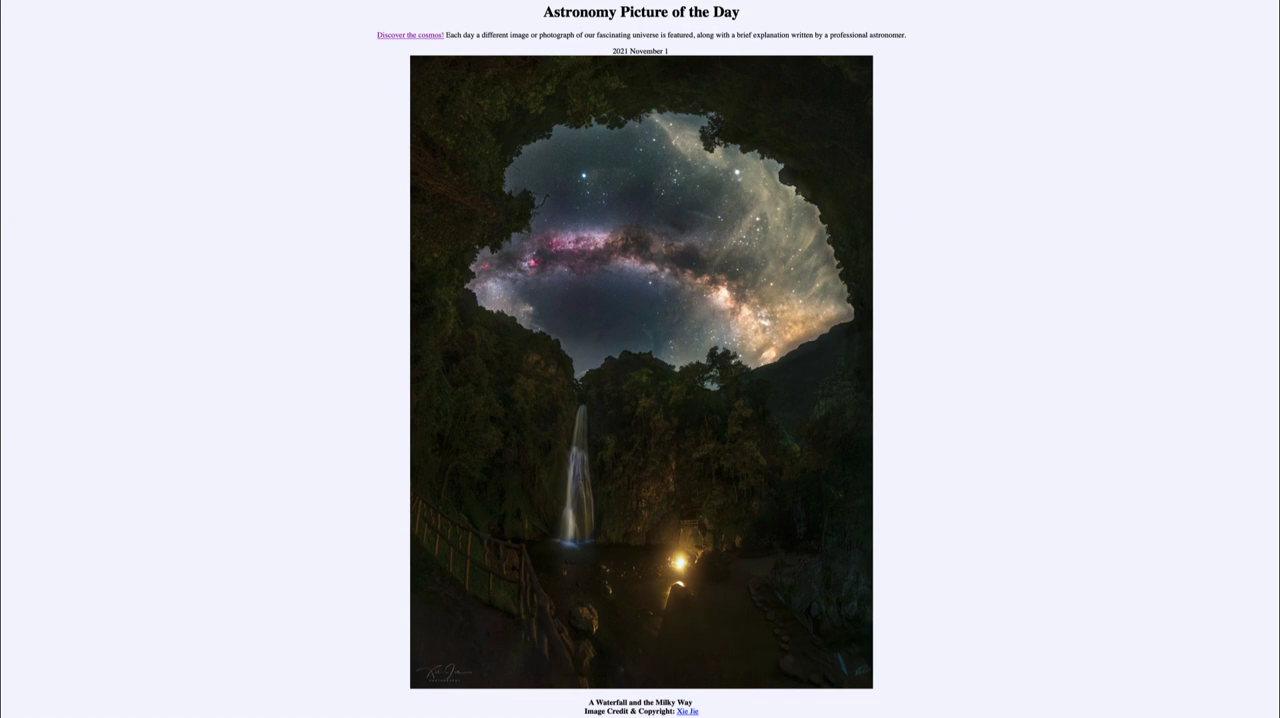 Astronomy Picture of the Day
Discover the cosmos! Each day a different image or photograph of our fascinating universe is featured, along with a brief explanation written by a professional astronomer.
2021 November 1
Xie Jie
A Waterfall and the Milky Way
Image Credit & Copyright: Xie Jie